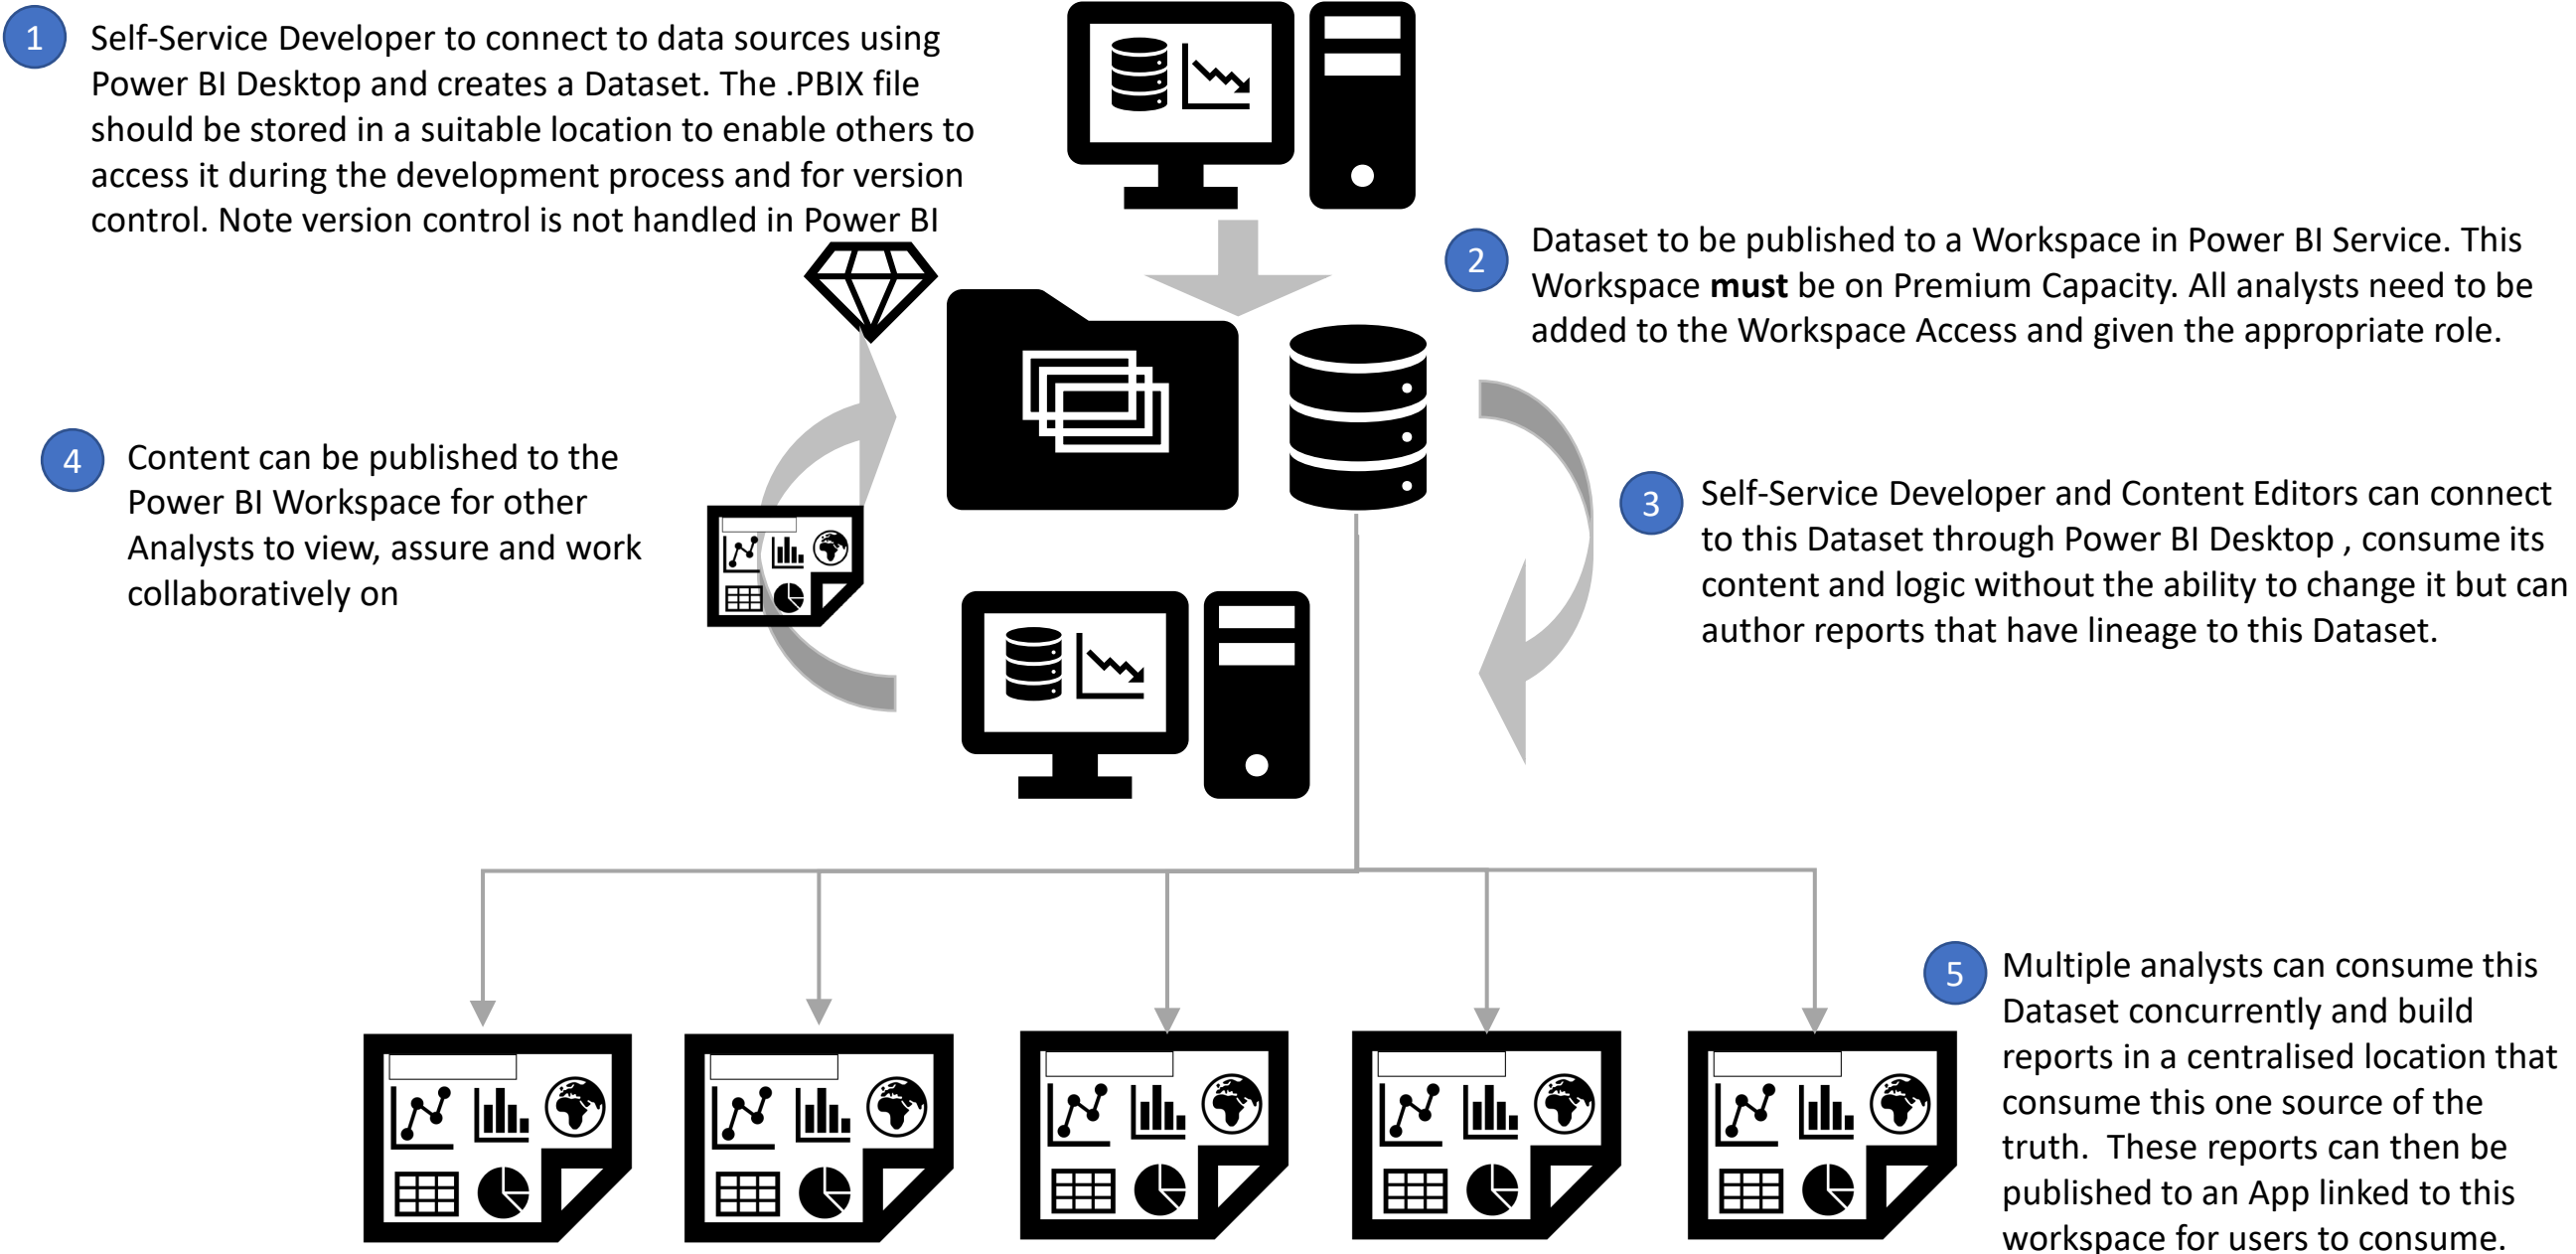 1
Self-Service Developer to connect to data sources using
Power BI Desktop and creates a Dataset. The .PBIX file
should be stored in a suitable location to enable others to
access it during the development process and for version
control. Note version control is not handled in Power BI
2
Dataset to be published to a Workspace in Power BI Service. This
Workspace must be on Premium Capacity. All analysts need to be
added to the Workspace Access and given the appropriate role.
3
Self-Service Developer and Content Editors can connect
to this Dataset through Power BI Desktop , consume its
content and logic without the ability to change it but can
author reports that have lineage to this Dataset.
4
Content can be published to the
Power BI Workspace for other
Analysts to view, assure and work
collaboratively on
5
Multiple analysts can consume this
Dataset concurrently and build
reports in a centralised location that
consume this one source of the
truth.  These reports can then be
published to an App linked to this
workspace for users to consume.